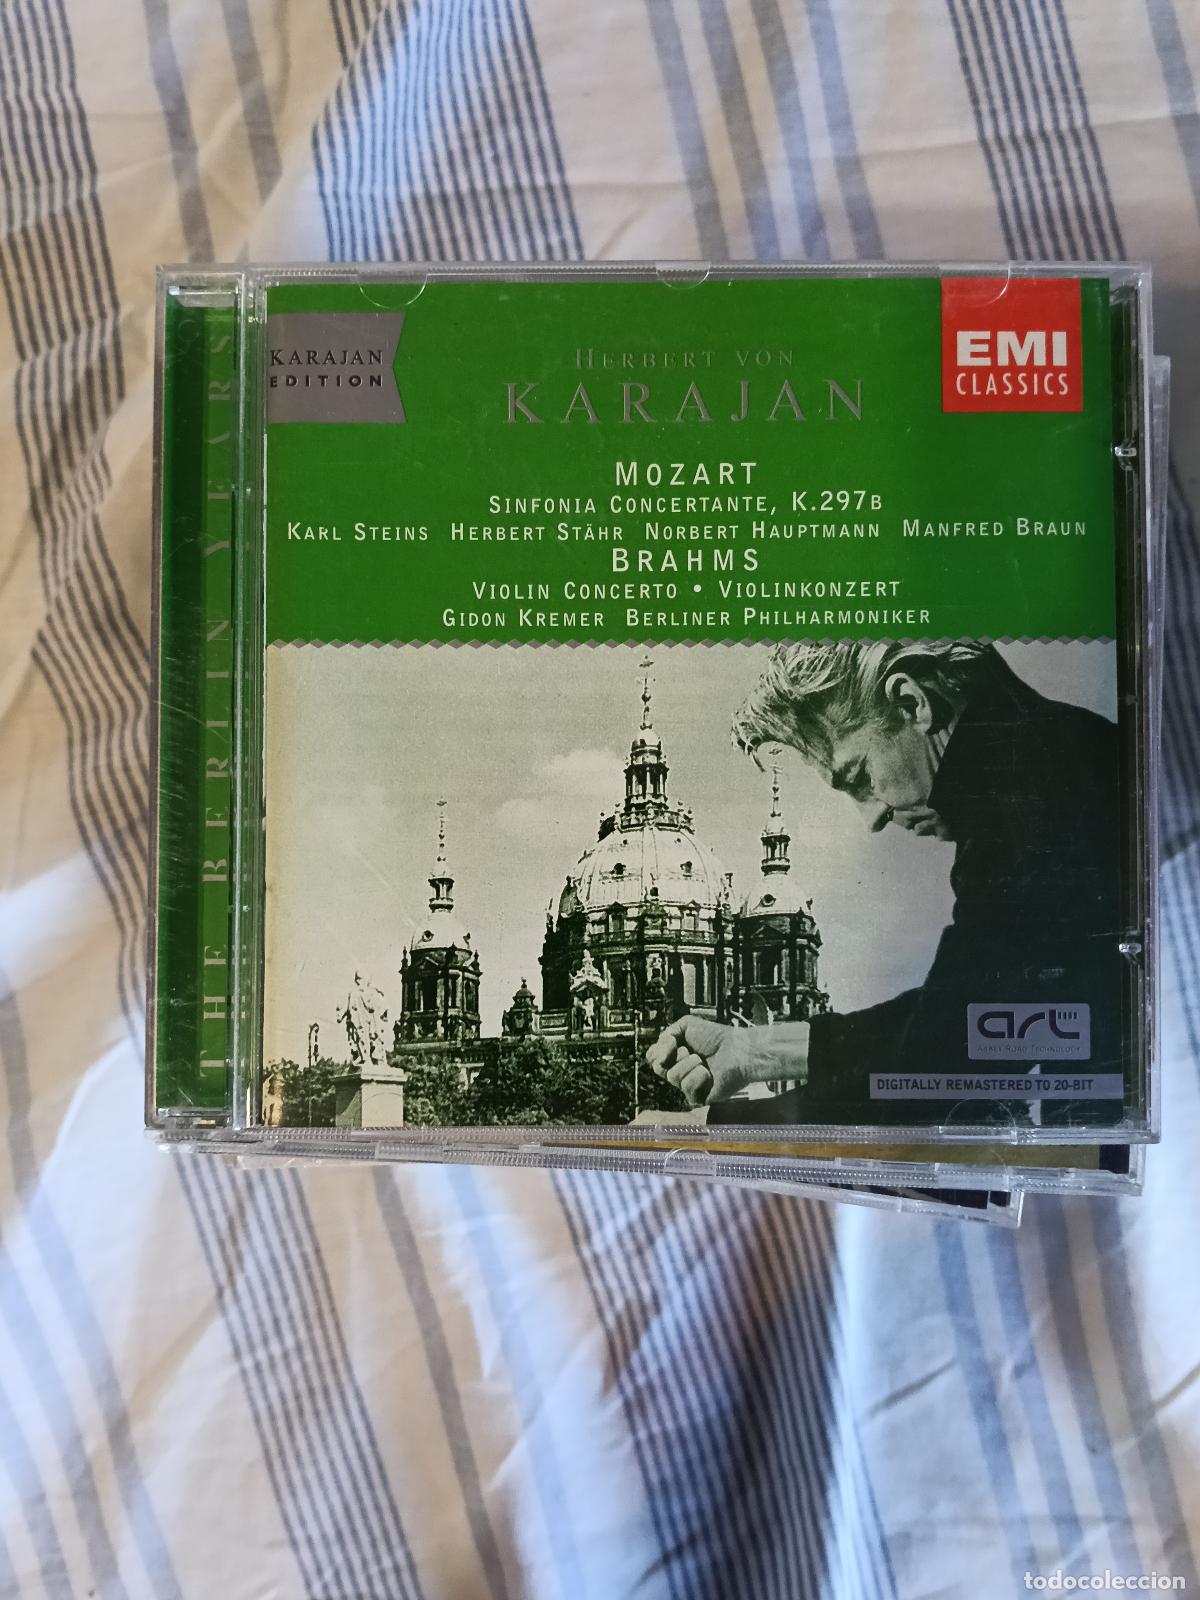 THE BERLIN YEARS
KARAJAN
EDITION
HERBERT VON
KARAJAN
EMI
CLASSICS
MOZART
SINFONIA CONCERTANTE, K.297B
KARL STEINS HERBERT STÄHR NORBERT HAUPTMANN MANFRED BRAUN
BRAHMS
VIOLIN CONCERTO • VIOLINKONZERT
GIDON KREMER BERLINER PHILHARMONIKER
art
ABBEY ROAD TECHNOLOGY
DIGITALLY REMASTERED TO 20-BIT
todocoleccion